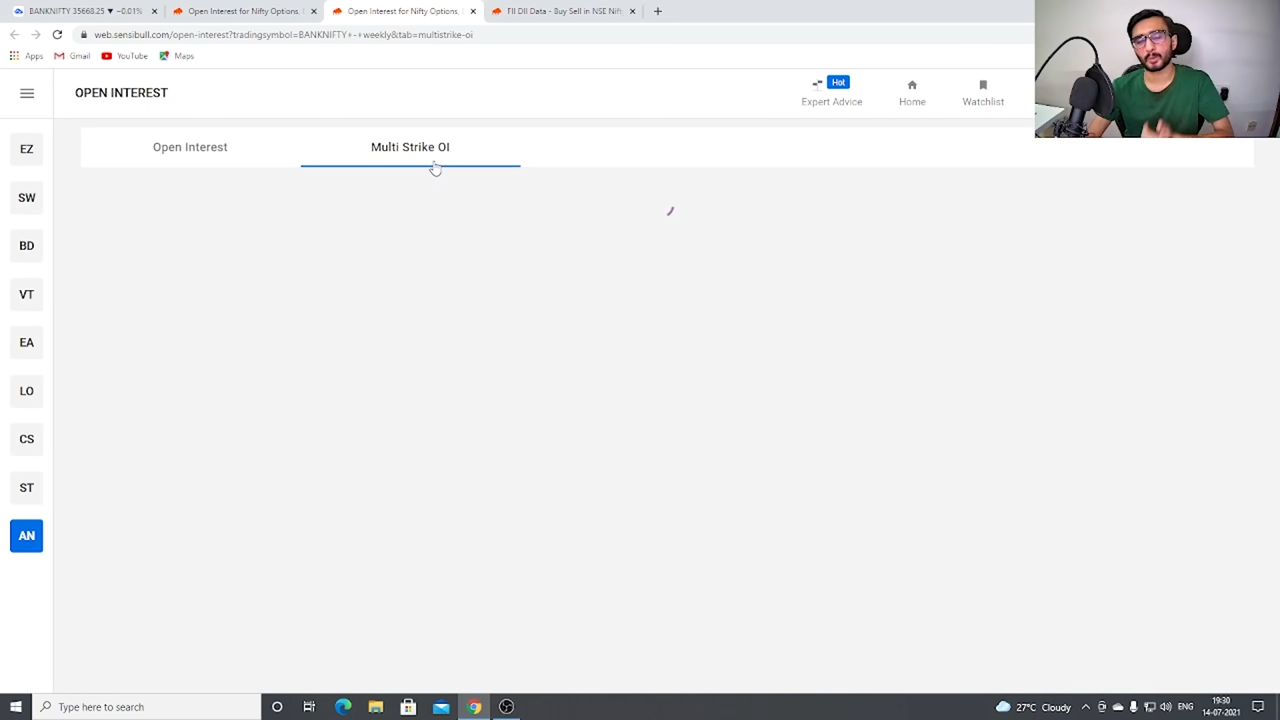 BANKNIFTY 35668.25 ▼ −0.01%
Open Interest for Nifty Options,
Open Interest for Nifty Options,
FII DII Data - Buy Sell in NSE Nift
web.sensibull.com/open-interest?tradingsymbol=BANKNIFTY+-+weekly&tab=multistrike-oi
Apps
Gmail
YouTube
Maps
OPEN INTEREST
Hot
Expert Advice
Home
Watchlist
Open Interest
Multi Strike OI
EZ
SW
BD
VT
EA
LO
CS
ST
AN
Type here to search
27°C Cloudy
ENG
19:30
14-07-2021